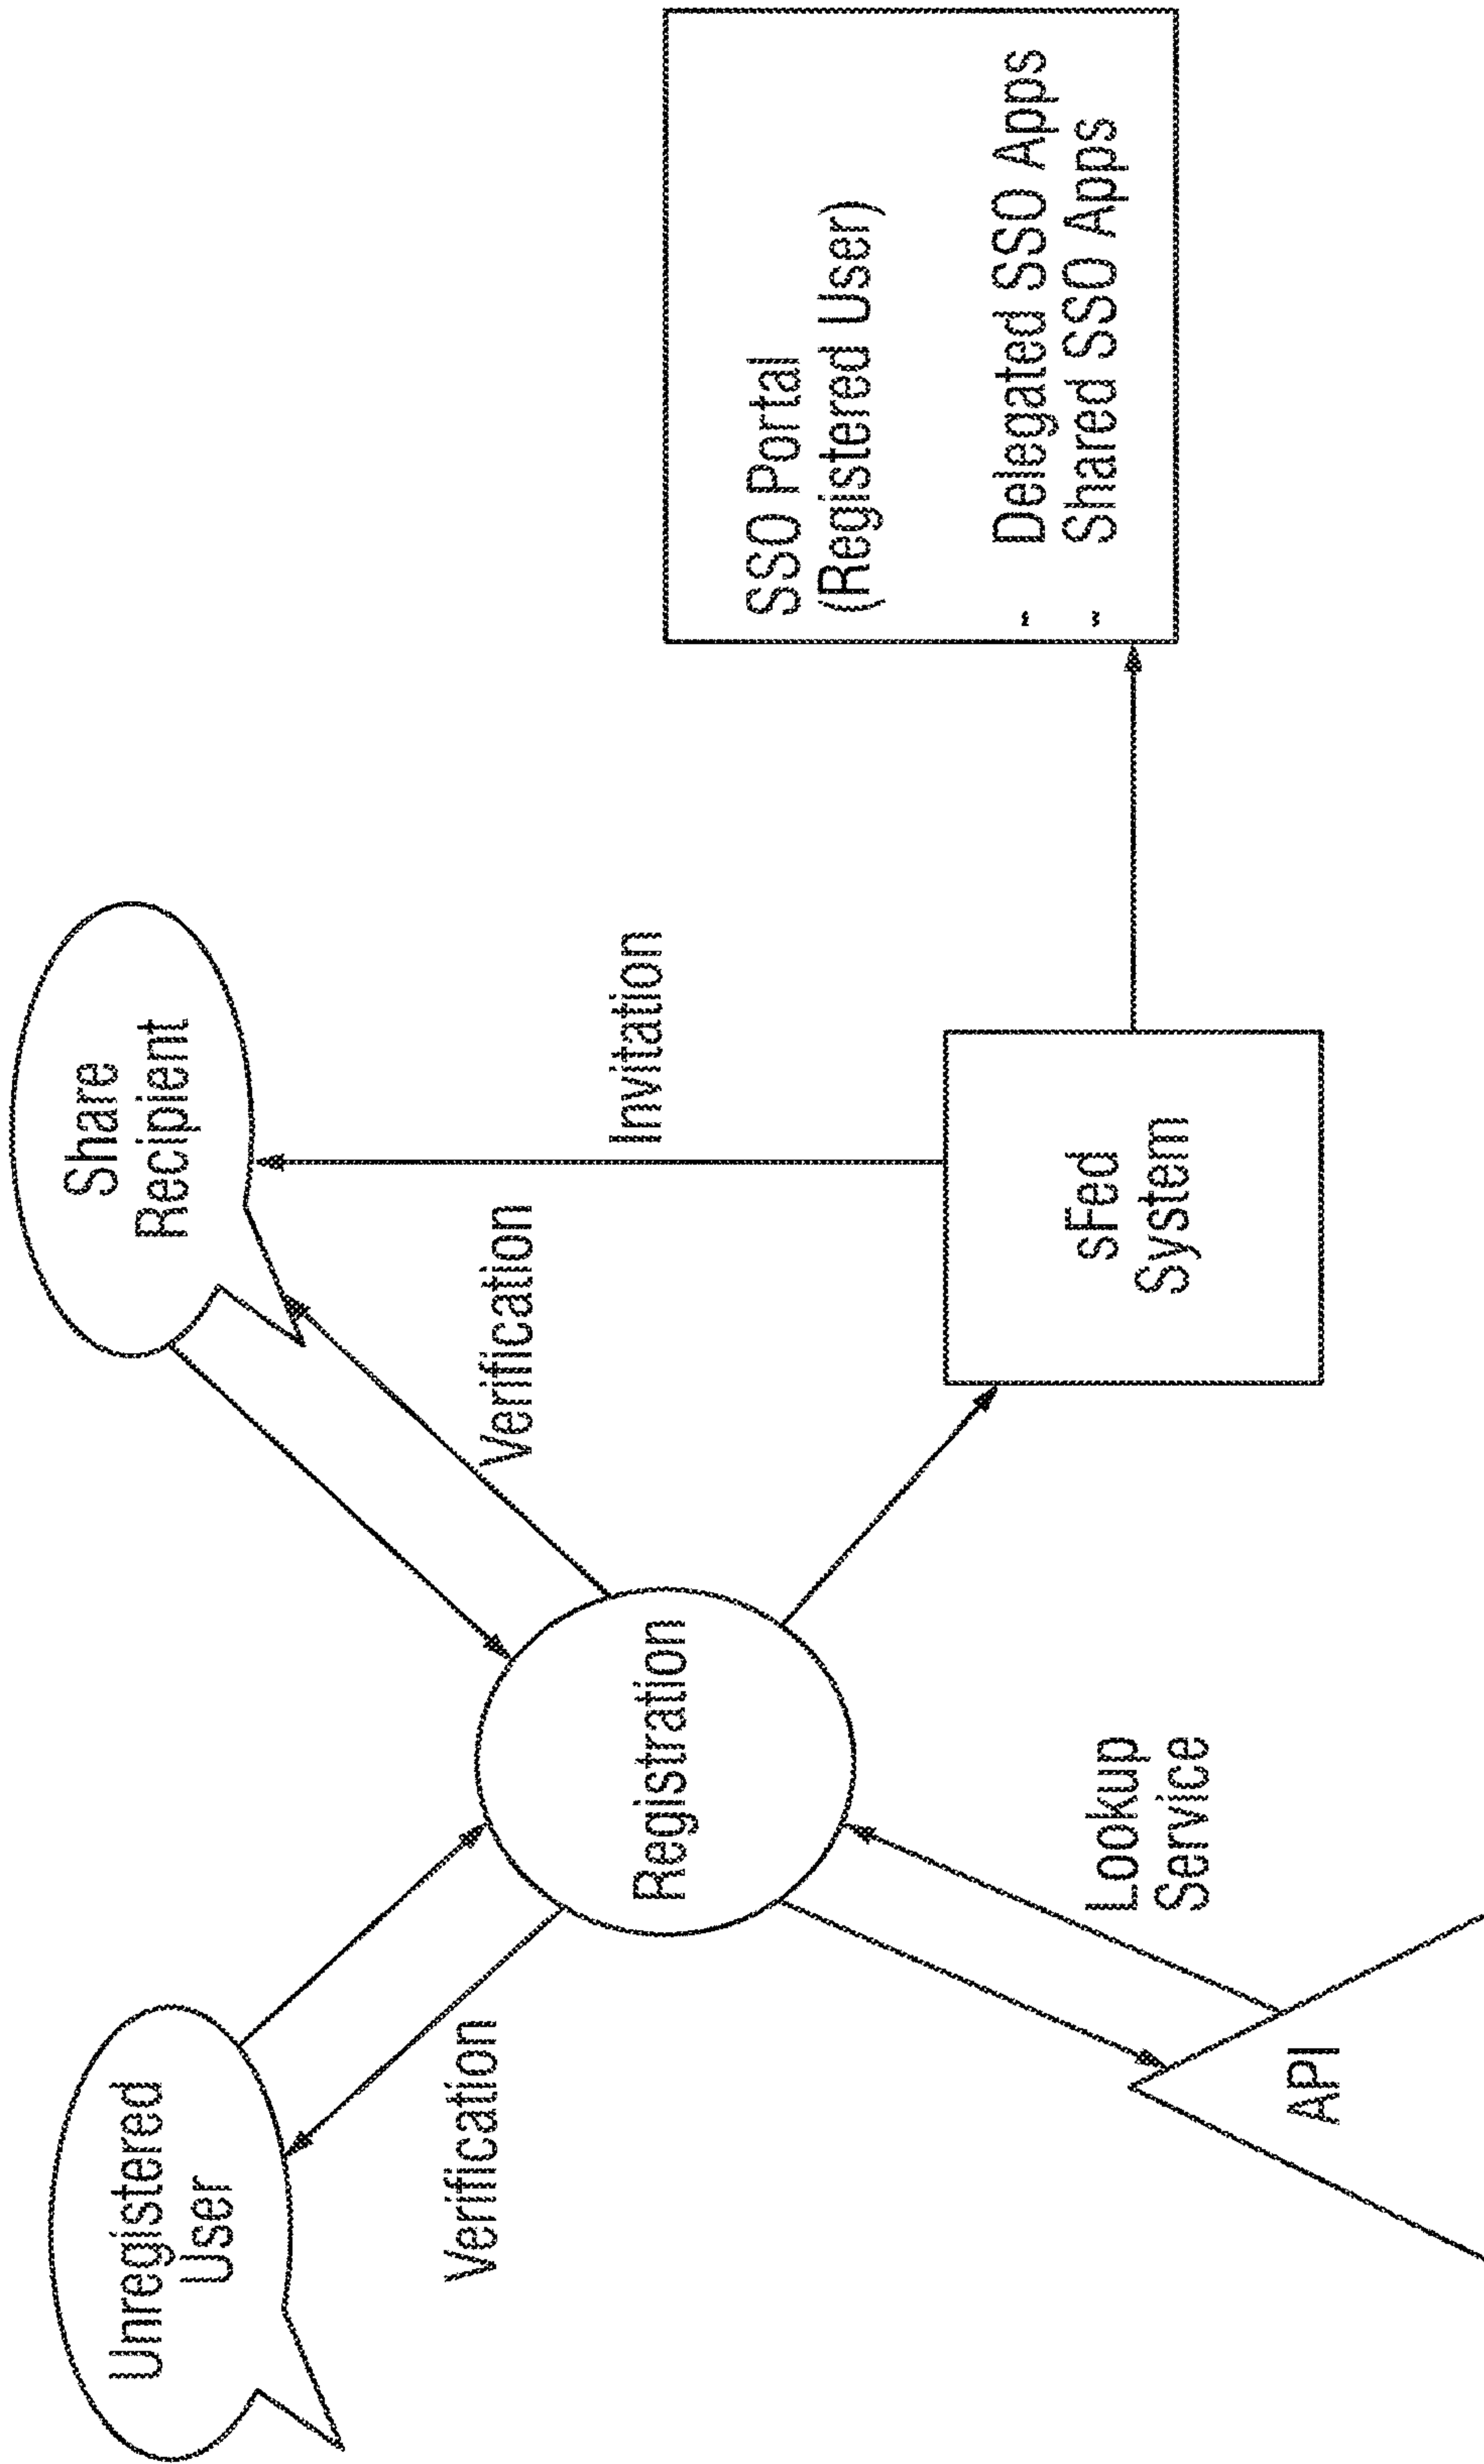 Unregistered
User
Verification
Share
Recipient
Registration
Verification
Invitation
API
Lookup
Service
sFed
System
SSO Portal
(Registered User)
- Delegated SSO Apps
- Shared SSO Apps